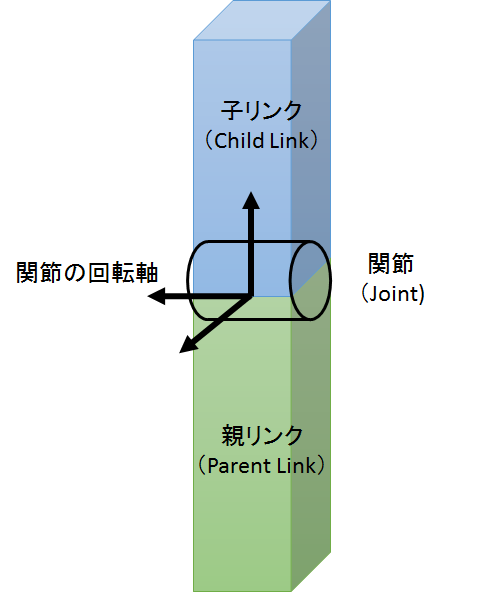 子リンク
（Child Link）
関節の回転軸
関節
（Joint)
親リンク
（Parent Link）